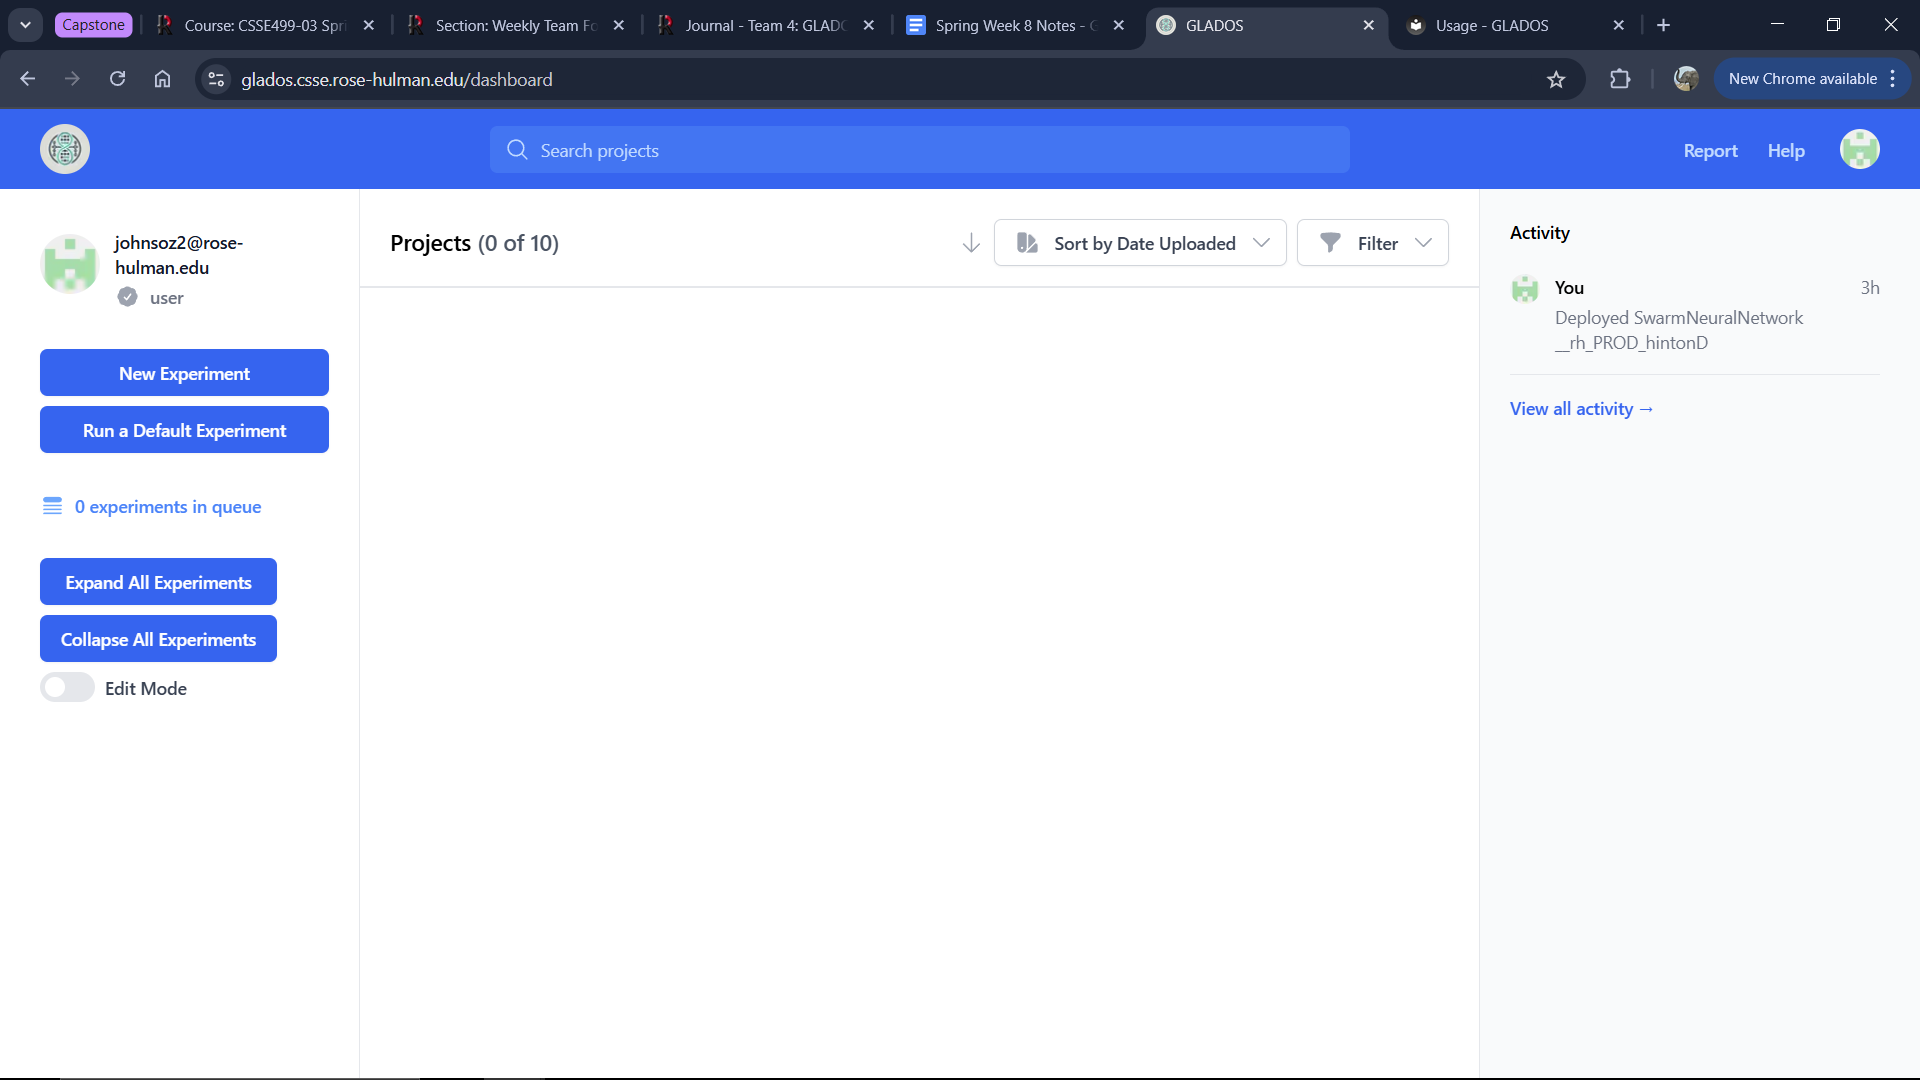 Capstone
Course: CSSE499-03 Spri
Section: Weekly Team Fo
Journal - Team 4: GLADO
Spring Week 8 Notes - G
GLADOS
Usage - GLADOS
glados.csse.rose-hulman.edu/dashboard
New Chrome available
Search projects
Report
Help
johnsoz2@rose-
hulman.edu
user
New Experiment
Run a Default Experiment
0 experiments in queue
Expand All Experiments
Collapse All Experiments
Edit Mode
Projects (0 of 10)
Sort by Date Uploaded
Filter
Activity
You
3h
Deployed SwarmNeuralNetwork
__rh_PROD_hintonD
View all activity →